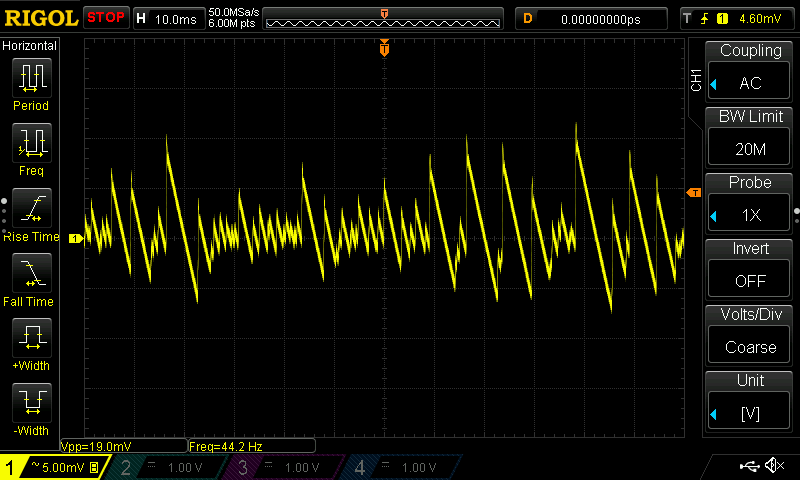 RIGOL STOP H 10.0ms 50.0MSa/s D 0.00000000ps T 1 4.60mV
6.00M pts
T
Horizontal
Period
Freq
Rise Time
Fall Time
+Width
-Width
T
T
1
CH1
Coupling
AC
BW Limit
20M
Probe
1X
Invert
OFF
Volts/Div
Coarse
Unit
[V]
Vpp=19.0mV Freq=44.2 Hz
1 ~ 5.00mV B 2 1.00 V 3 1.00 V 4 1.00 V